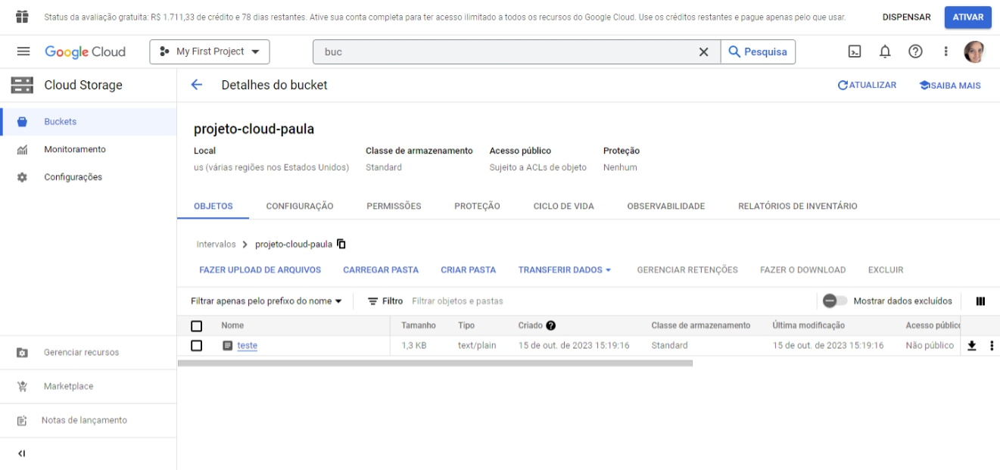 Status da avaliação gratuita: R$ 1.711,33 de crédito e 78 dias restantes. Ative sua conta completa para ter acesso ilimitado a todos os recursos do Google Cloud. Use os créditos restantes e pague apenas pelo que usar. DISPENSAR ATIVAR
Google Cloud My First Project buc Pesquisa
Cloud Storage Detalhes do bucket ATUALIZAR SAIBA MAIS
Buckets
Monitoramento
Configurações
projeto-cloud-paula
Local Classe de armazenamento Acesso público Proteção
us (várias regiões nos Estados Unidos) Standard Sujeito a ACLs de objeto Nenhum
OBJETOS CONFIGURAÇÃO PERMISSÕES PROTEÇÃO CICLO DE VIDA OBSERVABILIDADE RELATÓRIOS DE INVENTÁRIO
Intervalos projeto-cloud-paula
FAZER UPLOAD DE ARQUIVOS CARREGAR PASTA CRIAR PASTA TRANSFERIR DADOS GERENCIAR RETENÇÕES FAZER O DOWNLOAD EXCLUIR
Filtrar apenas pelo prefixo do nome Filtro Filtrar objetos e pastas Mostrar dados excluídos
Nome Tamanho Tipo Criado Classe de armazenamento Última modificação Acesso público
teste 1,3 KB text/plain 15 de out. de 2023 15:19:16 Standard 15 de out. de 2023 15:19:16 Não público
Gerenciar recursos
Marketplace
Notas de lançamento